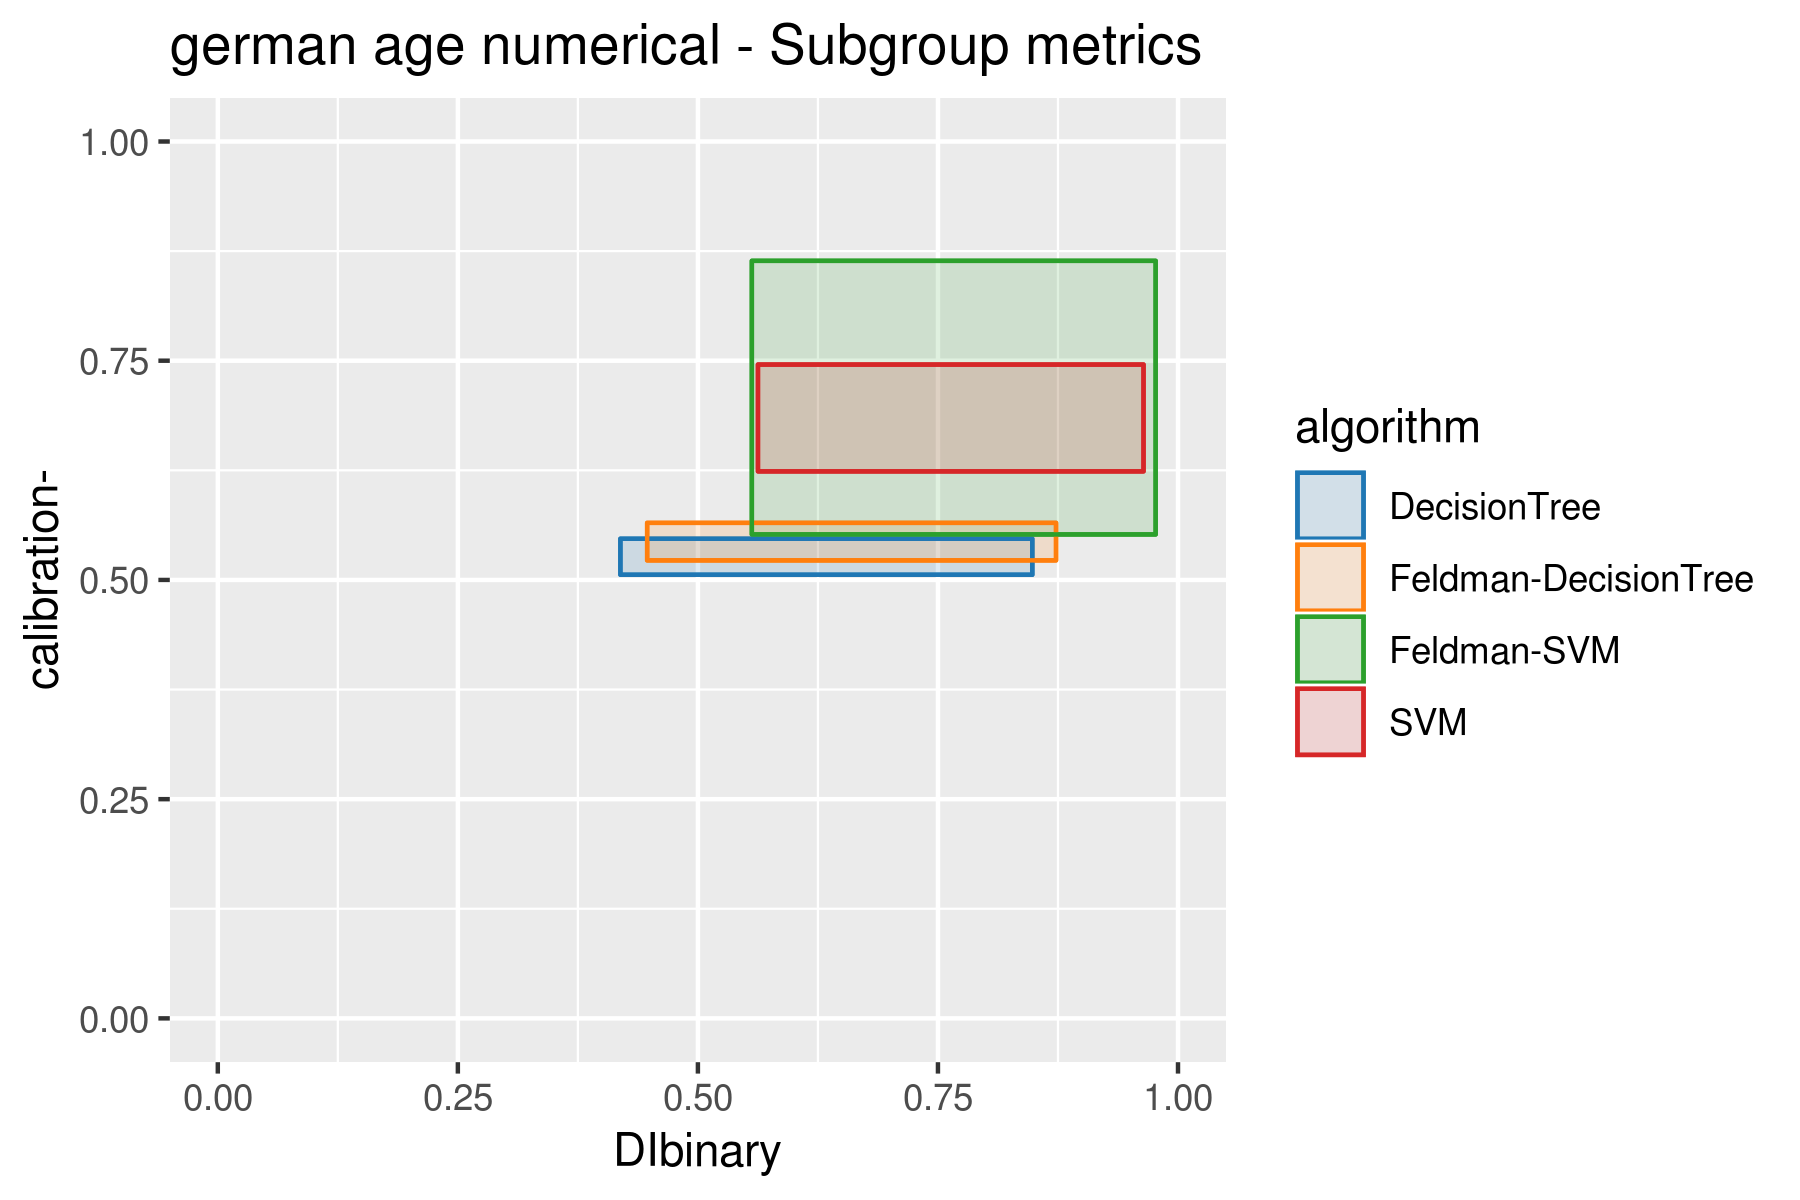 german age numerical - Subgroup metrics
calibration-
1.00
0.75
0.50
0.25
0.00
0.00 0.25 0.50 0.75 1.00
DIbinary
algorithm
DecisionTree
Feldman-DecisionTree
Feldman-SVM
SVM